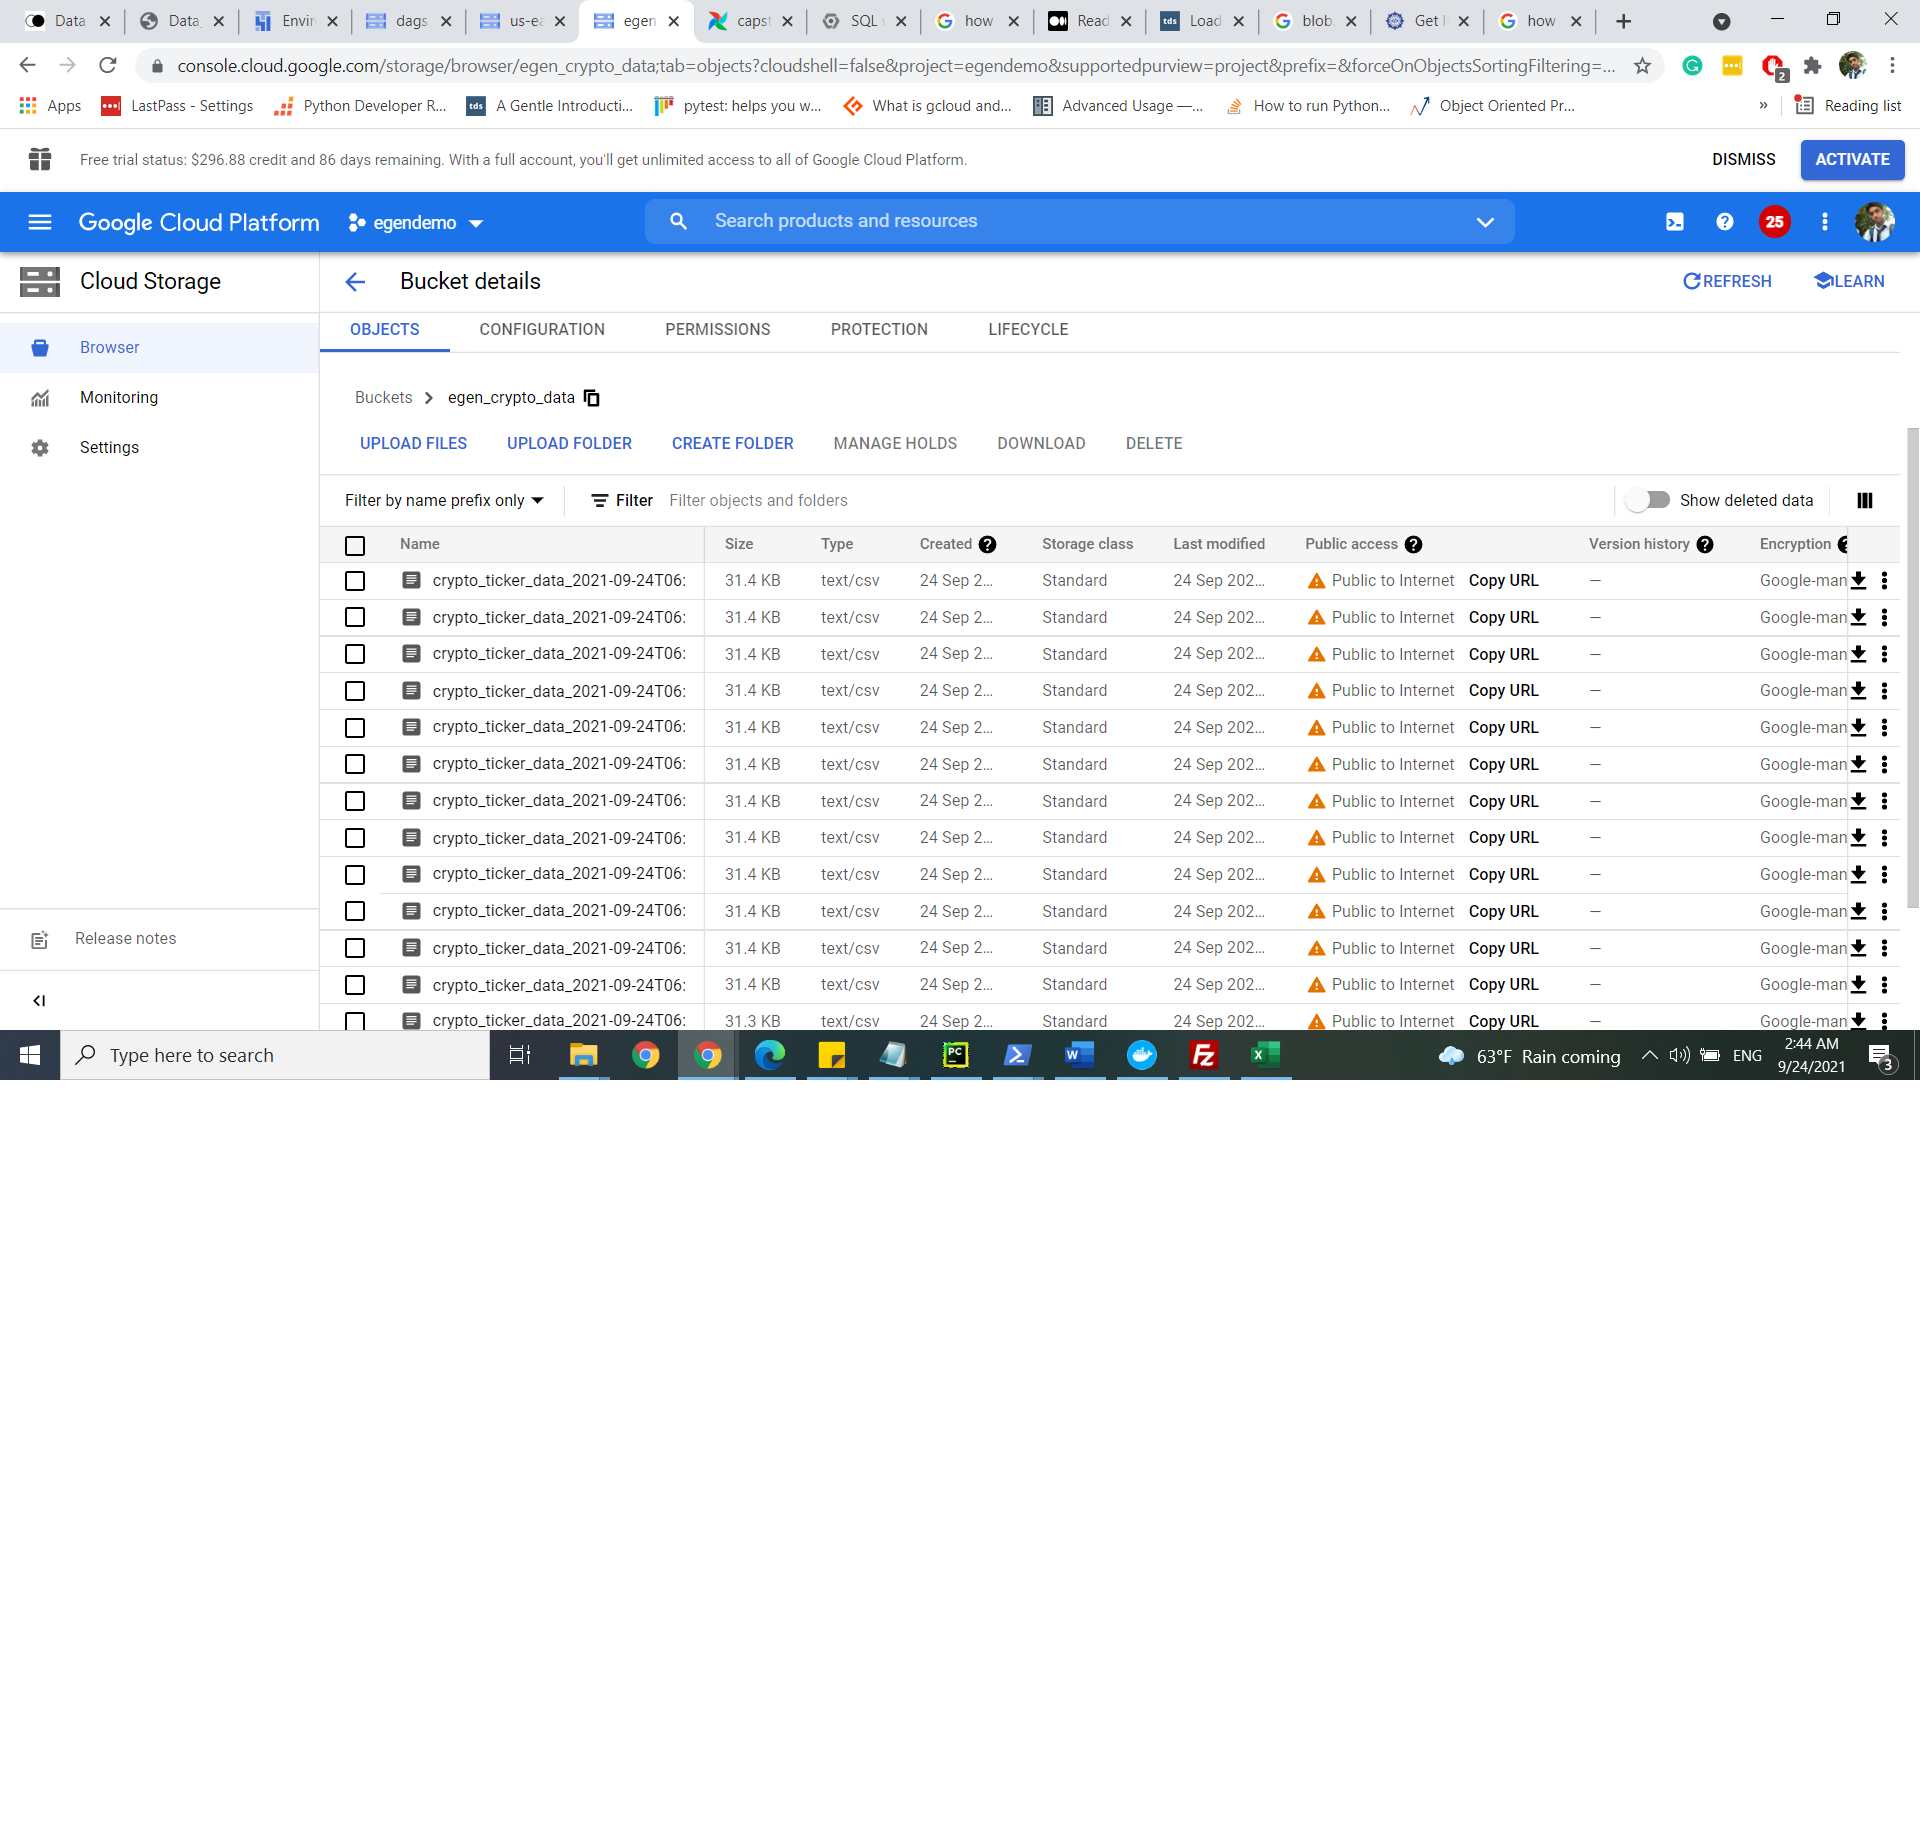 Data Data_ Envir dags us-ea egen capst SQL how Read Load blob. Get how
console.cloud.google.com/storage/browser/egen_crypto_data;tab=objects?cloudshell=false&project=egendemo&supportedpurview=project&prefix=&forceOnObjectsSortingFiltering=...
2
Apps LastPass - Settings Python Developer R... A Gentle Introducti... pytest: helps you w... What is gcloud and... Advanced Usage —... How to run Python... Object Oriented Pr... » Reading list
Free trial status: $296.88 credit and 86 days remaining. With a full account, you'll get unlimited access to all of Google Cloud Platform. DISMISS ACTIVATE
Google Cloud Platform egendemo Search products and resources 25
Cloud Storage Bucket details REFRESH LEARN
OBJECTS CONFIGURATION PERMISSIONS PROTECTION LIFECYCLE
Browser
Monitoring
Settings
Release notes
Buckets > egen_crypto_data
UPLOAD FILES UPLOAD FOLDER CREATE FOLDER MANAGE HOLDS DOWNLOAD DELETE
Filter by name prefix only Filter Filter objects and folders Show deleted data
Name Size Type Created Storage class Last modified Public access Version history Encryption
crypto_ticker_data_2021-09-24T06: 31.4 KB text/csv 24 Sep 2... Standard 24 Sep 202... Public to Internet Copy URL — Google-man
crypto_ticker_data_2021-09-24T06: 31.4 KB text/csv 24 Sep 2... Standard 24 Sep 202... Public to Internet Copy URL — Google-man
crypto_ticker_data_2021-09-24T06: 31.4 KB text/csv 24 Sep 2... Standard 24 Sep 202... Public to Internet Copy URL — Google-man
crypto_ticker_data_2021-09-24T06: 31.4 KB text/csv 24 Sep 2... Standard 24 Sep 202... Public to Internet Copy URL — Google-man
crypto_ticker_data_2021-09-24T06: 31.4 KB text/csv 24 Sep 2... Standard 24 Sep 202... Public to Internet Copy URL — Google-man
crypto_ticker_data_2021-09-24T06: 31.4 KB text/csv 24 Sep 2... Standard 24 Sep 202... Public to Internet Copy URL — Google-man
crypto_ticker_data_2021-09-24T06: 31.4 KB text/csv 24 Sep 2... Standard 24 Sep 202... Public to Internet Copy URL — Google-man
crypto_ticker_data_2021-09-24T06: 31.4 KB text/csv 24 Sep 2... Standard 24 Sep 202... Public to Internet Copy URL — Google-man
crypto_ticker_data_2021-09-24T06: 31.4 KB text/csv 24 Sep 2... Standard 24 Sep 202... Public to Internet Copy URL — Google-man
crypto_ticker_data_2021-09-24T06: 31.4 KB text/csv 24 Sep 2... Standard 24 Sep 202... Public to Internet Copy URL — Google-man
crypto_ticker_data_2021-09-24T06: 31.4 KB text/csv 24 Sep 2... Standard 24 Sep 202... Public to Internet Copy URL — Google-man
crypto_ticker_data_2021-09-24T06: 31.4 KB text/csv 24 Sep 2... Standard 24 Sep 202... Public to Internet Copy URL — Google-man
crypto_ticker_data_2021-09-24T06: 31.3 KB text/csv 24 Sep 2... Standard 24 Sep 202... Public to Internet Copy URL — Google-man
Type here to search 63°F Rain coming ENG 2:44 AM
9/24/2021 3